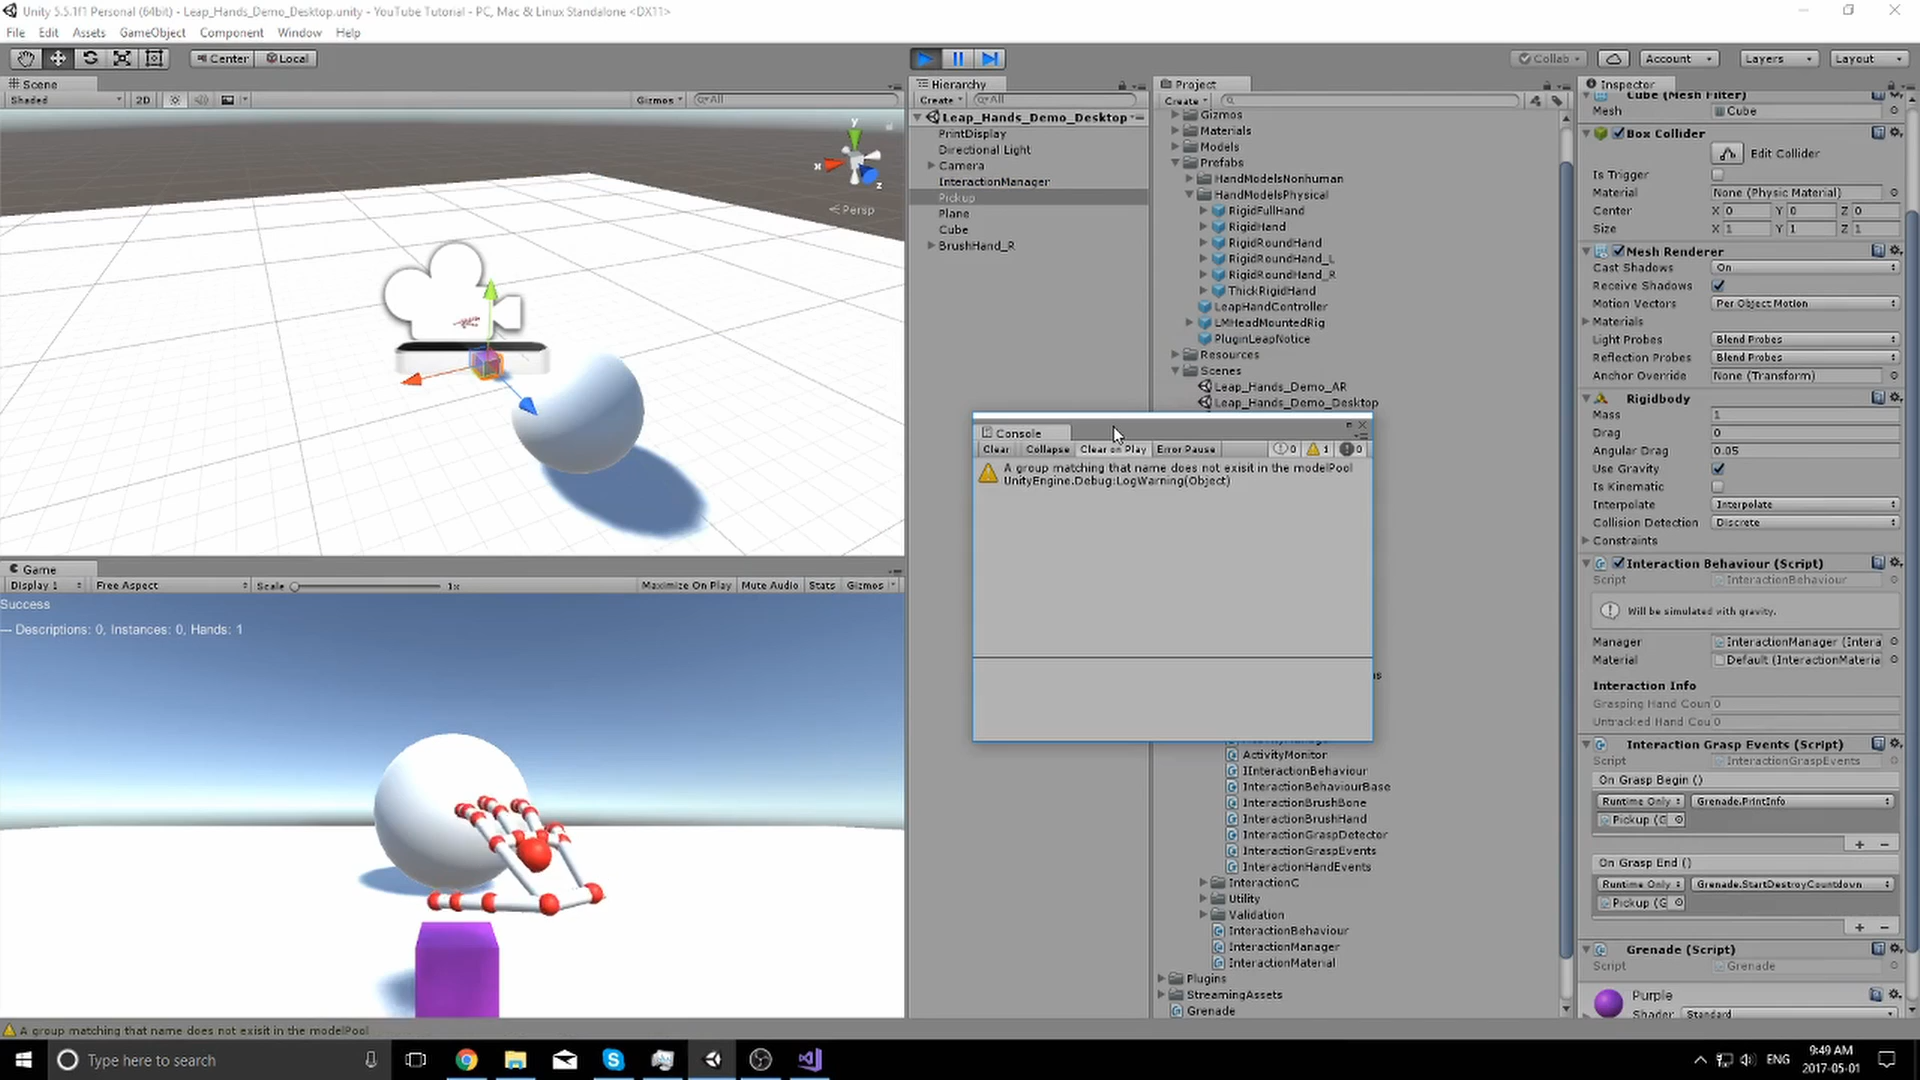 Unity 5.5.1f1 Personal (64bit) - Leap_Hands_Demo_Desktop.unity - YouTube Tutorial - PC, Mac & Linux Standalone <DX11>
File Edit Assets GameObject Component Window Help
Center Local
Collab Account Layers Layout
Scene
Shaded 2D Gizmos All
y
x
z
Persp
Game
Display 1 Free Aspect Scale 1x Maximize On Play Mute Audio Stats Gizmos
Success
— Descriptions: 0, Instances: 0, Hands: 1
Hierarchy
Create All
Leap_Hands_Demo_Desktop
PrintDisplay
Directional Light
Camera
InteractionManager
Pickup
Plane
Cube
BrushHand_R
Project
Create
Gizmos
Materials
Models
Prefabs
HandModelsNonhuman
HandModelsPhysical
RigidFullHand
RigidHand
RigidRoundHand
RigidRoundHand_L
RigidRoundHand_R
ThickRigidHand
LeapHandController
LMHeadMountedRig
PluginLeapNotice
Resources
Scenes
Leap_Hands_Demo_AR
Leap_Hands_Demo_Desktop
Console
Clear Collapse Clear on Play Error Pause 0 1 0
A group matching that name does not exisit in the modelPool
UnityEngine.Debug:LogWarning(Object)
ActivityMonitor
IInteractionBehaviour
InteractionBehaviourBase
InteractionBrushBone
InteractionBrushHand
InteractionGraspDetector
InteractionGraspEvents
InteractionHandEvents
InteractionC
Utility
Validation
InteractionBehaviour
InteractionManager
InteractionMaterial
Plugins
StreamingAssets
Grenade
Inspector
Cube (Mesh Filter)
Mesh Cube
Box Collider
Edit Collider
Is Trigger
Material None (Physic Material)
Center X 0 Y 0 Z 0
Size X 1 Y 1 Z 1
Mesh Renderer
Cast Shadows On
Receive Shadows
Motion Vectors Per Object Motion
Materials
Light Probes Blend Probes
Reflection Probes Blend Probes
Anchor Override None (Transform)
Rigidbody
Mass 1
Drag 0
Angular Drag 0.05
Use Gravity
Is Kinematic
Interpolate Interpolate
Collision Detection Discrete
Constraints
Interaction Behaviour (Script)
Script InteractionBehaviour
Will be simulated with gravity.
Manager InteractionManager (Intera
Material Default (InteractionMateria
Interaction Info
Grasping Hand Coun 0
Untracked Hand Cou 0
Interaction Grasp Events (Script)
Script InteractionGraspEvents
On Grasp Begin ()
Runtime Only Grenade.PrintInfo
Pickup (G
+ −
On Grasp End ()
Runtime Only Grenade.StartDestroyCountdown
Pickup (G
+ −
Grenade (Script)
Script Grenade
Purple
Shader Standard
A group matching that name does not exisit in the modelPool
Type here to search
ENG
9:49 AM
2017-05-01